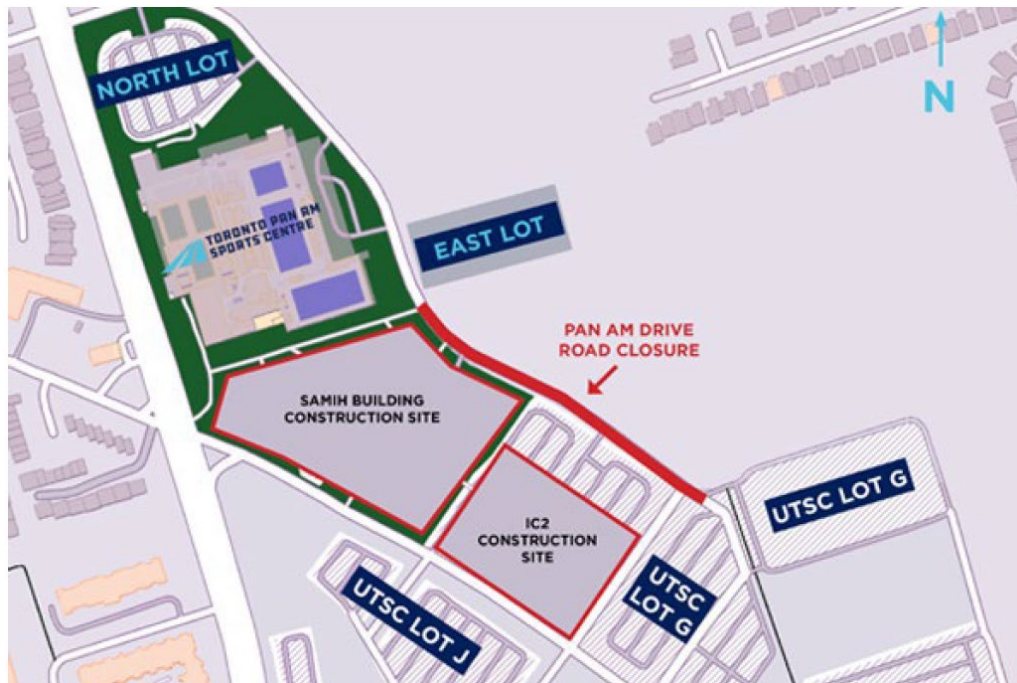 NORTH LOT
N
TORONTO PAN AM
SPORTS CENTRE
EAST LOT
PAN AM DRIVE
ROAD CLOSURE
SAMIH BUILDING
CONSTRUCTION SITE
UTSC LOT G
IC2
CONSTRUCTION
SITE
UTSC LOT J
UTSC
LOT G